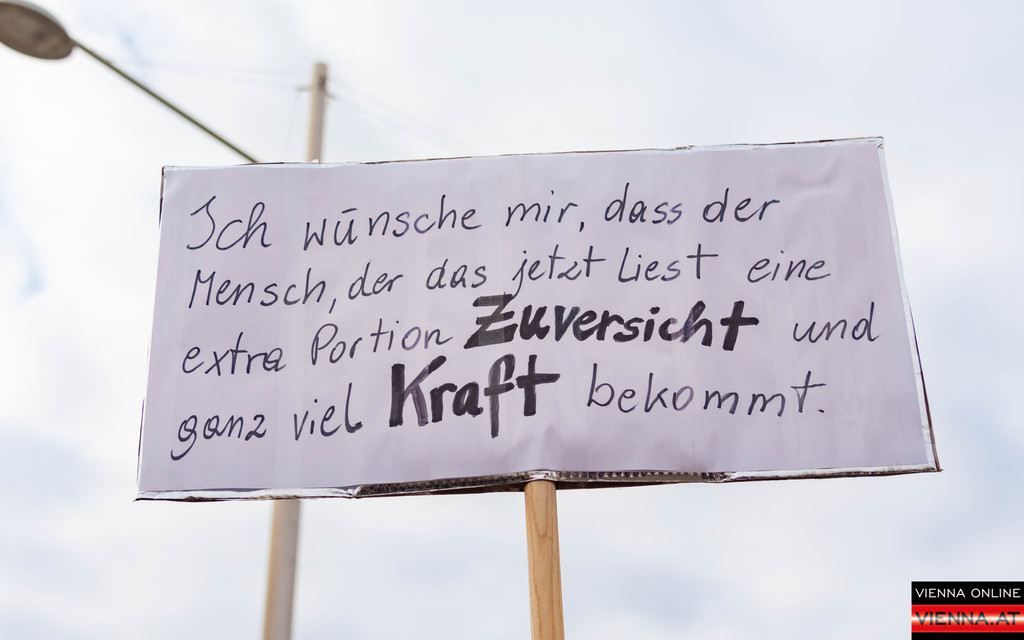 Ich wünsche mir, dass der
Mensch, der das jetzt liest eine
extra Portion Zuversicht und
ganz viel Kraft bekommt.
VIENNA ONLINE
VIENNA.AT